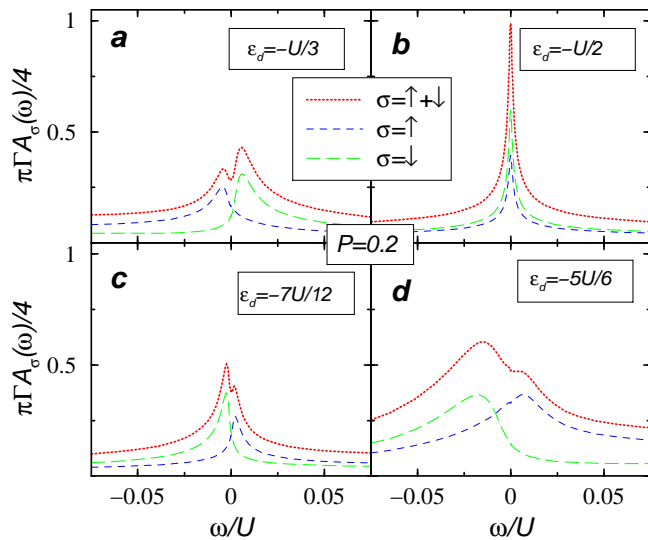 a
ε_d=-U/3
b
ε_d=-U/2
1
0.5
πΓA_σ(ω)/4
σ=↑+↓
σ=↑
σ=↓
P=0.2
c
ε_d=-7U/12
d
ε_d=-5U/6
1
0.5
πΓA_σ(ω)/4
−0.05 0 0.05
−0.05 0 0.05
ω/U
ω/U